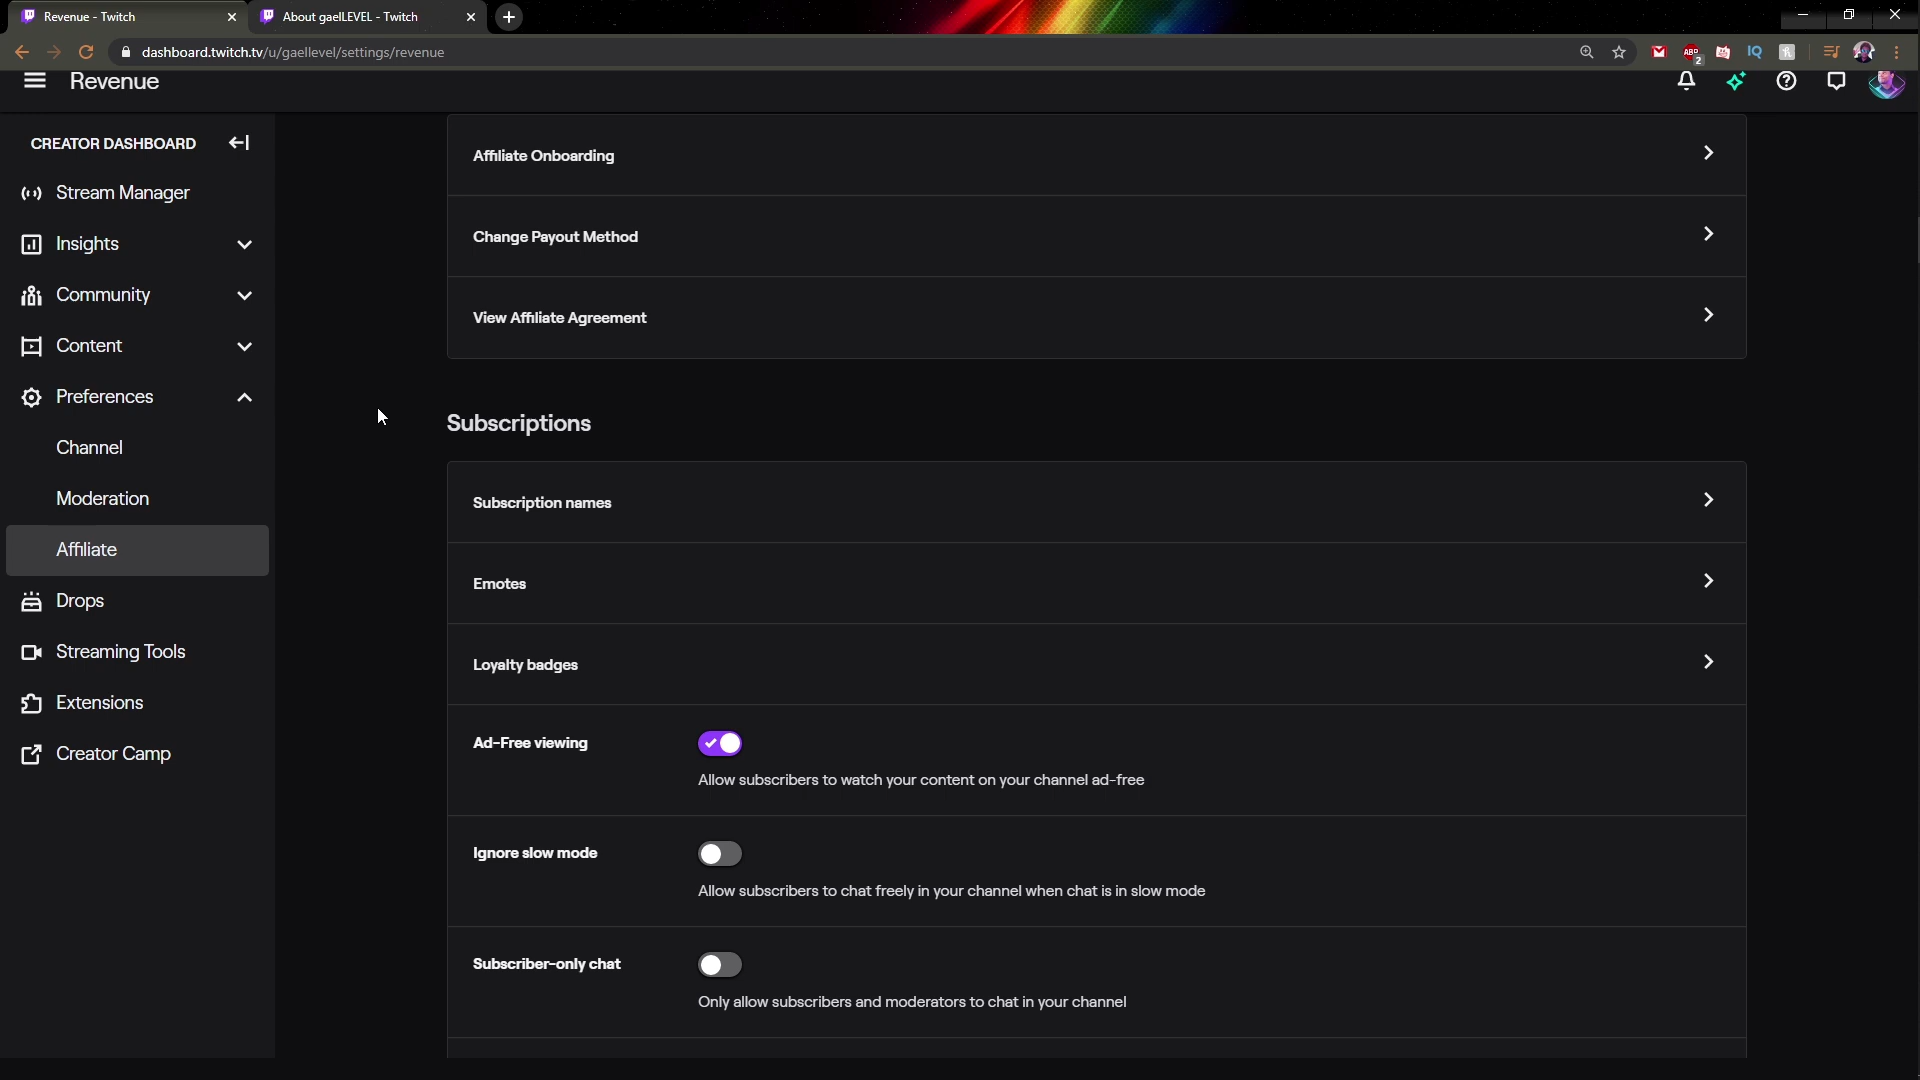 Revenue - Twitch
About gaelLEVEL - Twitch
dashboard.twitch.tv/u/gaellevel/settings/revenue
ABP
2
IQ
Revenue
CREATOR DASHBOARD
Stream Manager
Insights
Community
Content
Preferences
Channel
Moderation
Affiliate
Drops
Streaming Tools
Extensions
Creator Camp
Affiliate Onboarding
Change Payout Method
View Affiliate Agreement
Subscriptions
Subscription names
Emotes
Loyalty badges
Ad-Free viewing
Allow subscribers to watch your content on your channel ad-free
Ignore slow mode
Allow subscribers to chat freely in your channel when chat is in slow mode
Subscriber-only chat
Only allow subscribers and moderators to chat in your channel